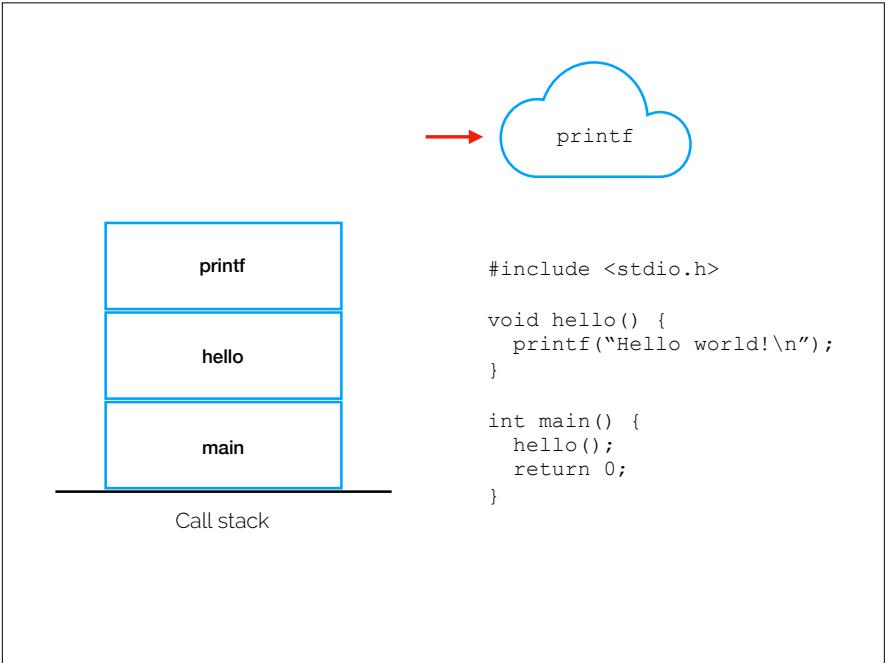 printf
printf
hello
main
Call stack
#include <stdio.h>
void hello() {
  printf(“Hello world!\n”);
}
int main() {
  hello();
  return 0;
}